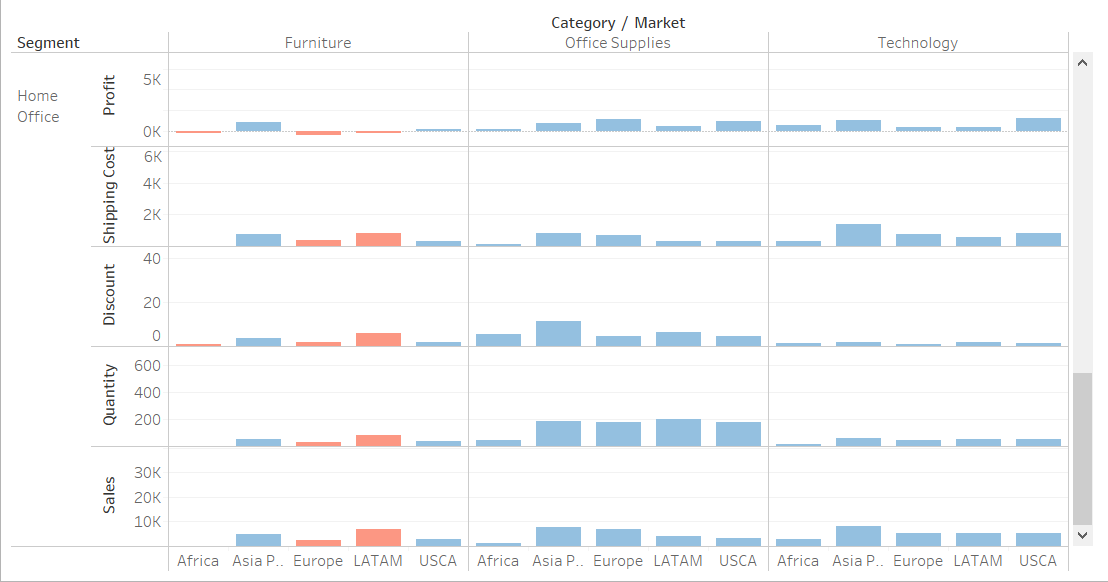 Category / Market
Segment
Furniture
Office Supplies
Technology
Home
Office
Profit
5K
0K
Shipping Cost
6K
4K
2K
Discount
40
20
0
Quantity
600
400
200
Sales
30K
20K
10K
Africa Asia P.. Europe LATAM USCA Africa Asia P.. Europe LATAM USCA Africa Asia P.. Europe LATAM USCA